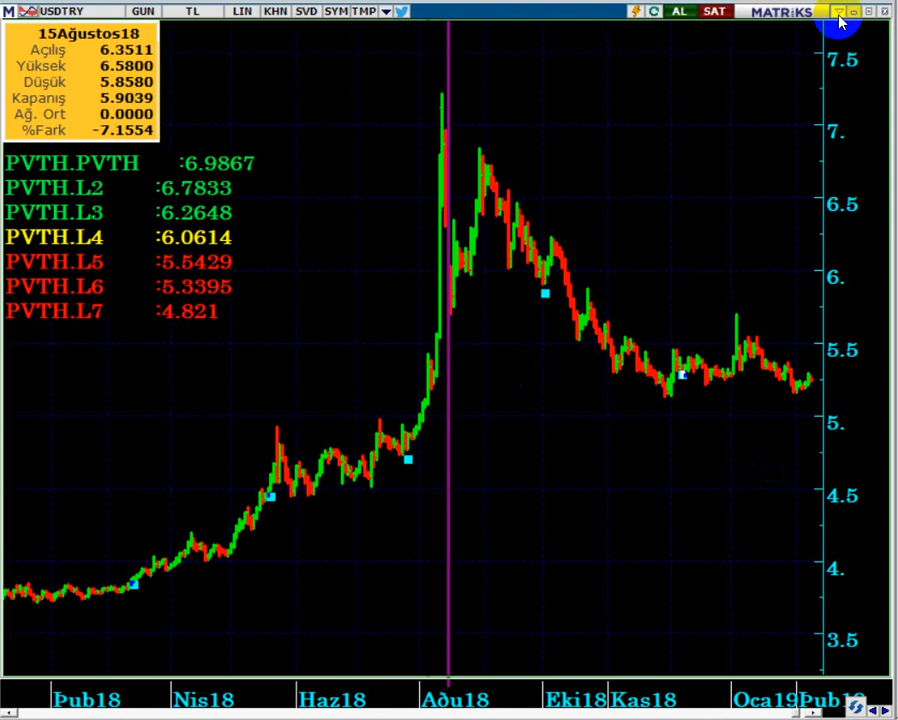 M USDTRY GÜN TL LIN KHN SVD SYM TMP AL SAT MATRİKS
15Ağustos18
Açılış 6.3511
Yüksek 6.5800
Düşük 5.8580
Kapanış 5.9039
Ağ. Ort 0.0000
%Fark -7.1554
PVTH.PVTH :6.9867
PVTH.L2 :6.7833
PVTH.L3 :6.2648
PVTH.L4 :6.0614
PVTH.L5 :5.5429
PVTH.L6 :5.3395
PVTH.L7 :4.821
7.5
7.
6.5
6.
5.5
5.
4.5
4.
3.5
Þub18 Nis18 Haz18 Aðu18 Eki18 Kas18 Oca19 Þub19